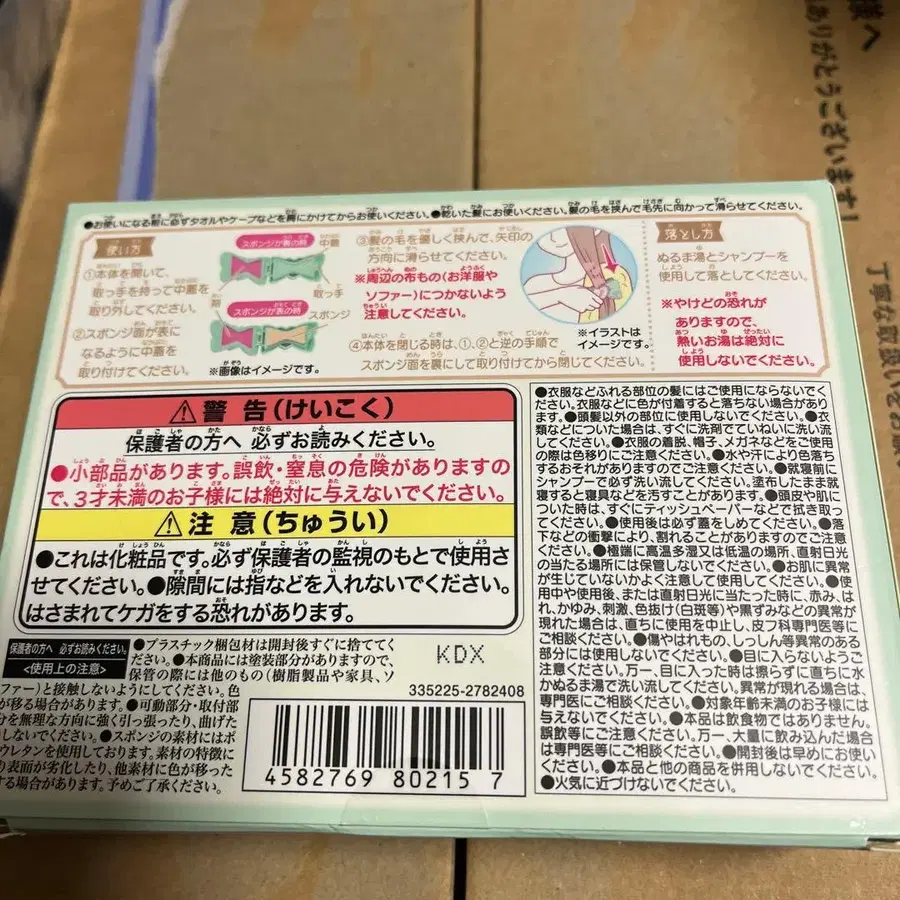 様へ
ありがとうございます!
丁寧な取扱いをお
●お使いになる前に必ずタオルやケープなどを肩にかけてからお使いください。●乾いた髪にお使いください。髪の毛を挟んで毛先に向かって滑らせてください。
使い方
①本体を開いて、
取っ手を持って中蓋を
取り外してください。
②スポンジ面が表に
なるように中蓋を
取り付けてください。
スポンジが裏の時
中蓋
取っ手
スポンジが表の時
スポンジ
※画像はイメージです。
③髪の毛を優しく挟んで、矢印の
方向に滑らせてください。
※周辺の布もの(お洋服や
ソファー)につかないよう
注意してください。
④本体を閉じる時は、①、②と逆の手順で
スポンジ面を裏にして取り付けてから閉じてください。
※イラストは
イメージです。
落とし方
ぬるま湯とシャンプーを
使用して落としてください。
※やけどの恐れが
ありますので、
熱いお湯は絶対に
使用しないでください。
警告(けいこく)
保護者の方へ 必ずお読みください。
●小部品があります。誤飲・窒息の危険があります
ので、3才未満のお子様には絶対に与えないでください。
注意(ちゅうい)
●これは化粧品です。必ず保護者の監視のもとで使用さ
せてください。●隙間には指などを入れないでください。
はさまれてケガをする恐れがあります。
保護者の方へ 必ずお読みください。
<使用上の注意>
●プラスチック梱包材は開封後すぐに捨ててく
ださい。●本商品には塗装部分がありますので、
保管の際には他のもの(樹脂製品や家具、ソ
ファー)と接触しないようにしてください。色
が移る場合があります。●可動部分・取付部
分を無理な方向に強く引っ張ったり、曲げた
しないでください。
●スポンジの素材にはポ
ウレタンを使用しております。素材の特徴に
り表面が劣化したり、他素材に色が移った
する場合があります。予めご了承ください。
KDX
335225-2782408
4582769 802157
●衣服などふれる部位の髪にはご使用にならないでく
ださい。衣服などに色が付着すると落ちない場合があり
ます。●頭髪以外の部位に使用しないでください。●衣
類などについた場合は、すぐに洗剤でていねいに洗い流
してください。●衣服の着脱、帽子、メガネなどをご使用
の際は色移りにご注意ください。●水や汗により色落ち
するおそれがありますのでご注意ください。●就寝前に
シャンプーで必ず洗い流してください。塗布したまま就
寝すると寝具などを汚すことがあります。●頭皮や肌に
ついた時は、すぐにティッシュペーパーなどで拭き取っ
てください。●使用後は必ず蓋をしめてください。●落
下などの衝撃により、割れることがありますのでご注意
ください。●極端に高温多湿又は低温の場所、直射日光
の当たる場所には保管しないでください。●お肌に異常
が生じていないかよく注意して使用してください。●使
用中や使用後、または直射日光に当たった時に、赤み、は
れ、かゆみ、刺激、色抜け(白斑等)や黒ずみなどの異常が
現れた場合は、直ちに使用を中止し、皮フ科専門医等に
ご相談ください。●傷やはれもの、しっしん等異常のある
部分には使用しないでください。●目に入らないようご
注意ください。万一、目に入った時は擦らずに直ちに水
かぬるま湯で洗い流してください。異常が現れる場合は、
専門医にご相談ください。●対象年齢未満のお子様には
与えないでください。●本品は飲食物ではありません。
誤飲等にご注意ください。万一、大量に飲み込んだ場合
は専門医等にご相談ください。●開封後は早めにお使い
ください。●本品と他の商品を併用しないでください。
●火気に近づけないでください。